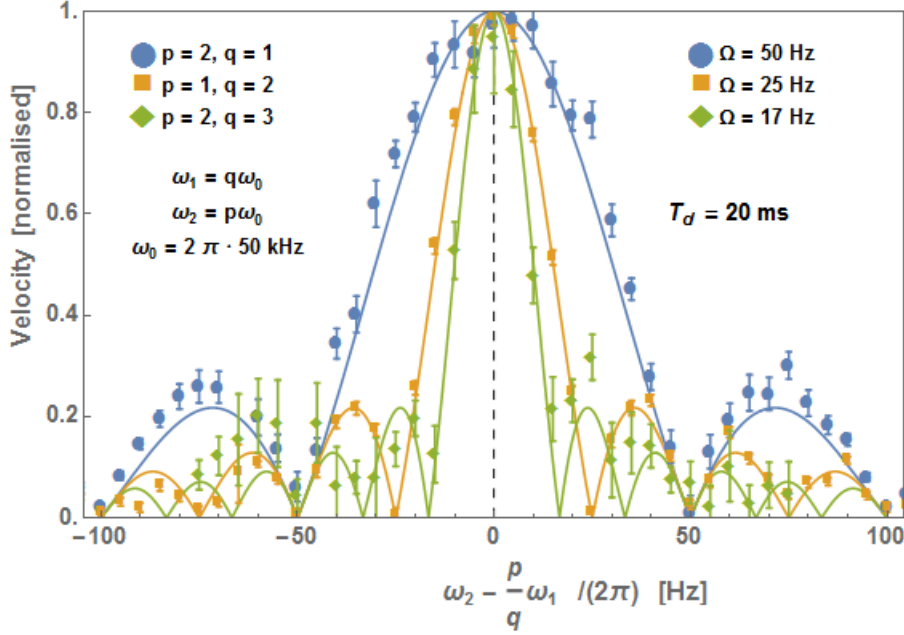 1.
0.8
0.6
0.4
0.2
0.
Velocity [normalised]
p = 2, q = 1
p = 1, q = 2
p = 2, q = 3
ω₁ = qω₀
ω₂ = pω₀
ω₀ = 2 π · 50 kHz
Ω = 50 Hz
Ω = 25 Hz
Ω = 17 Hz
T_d = 20 ms
−100 −50 0 50 100
ω₂ − p/q ω₁ /(2π) [Hz]